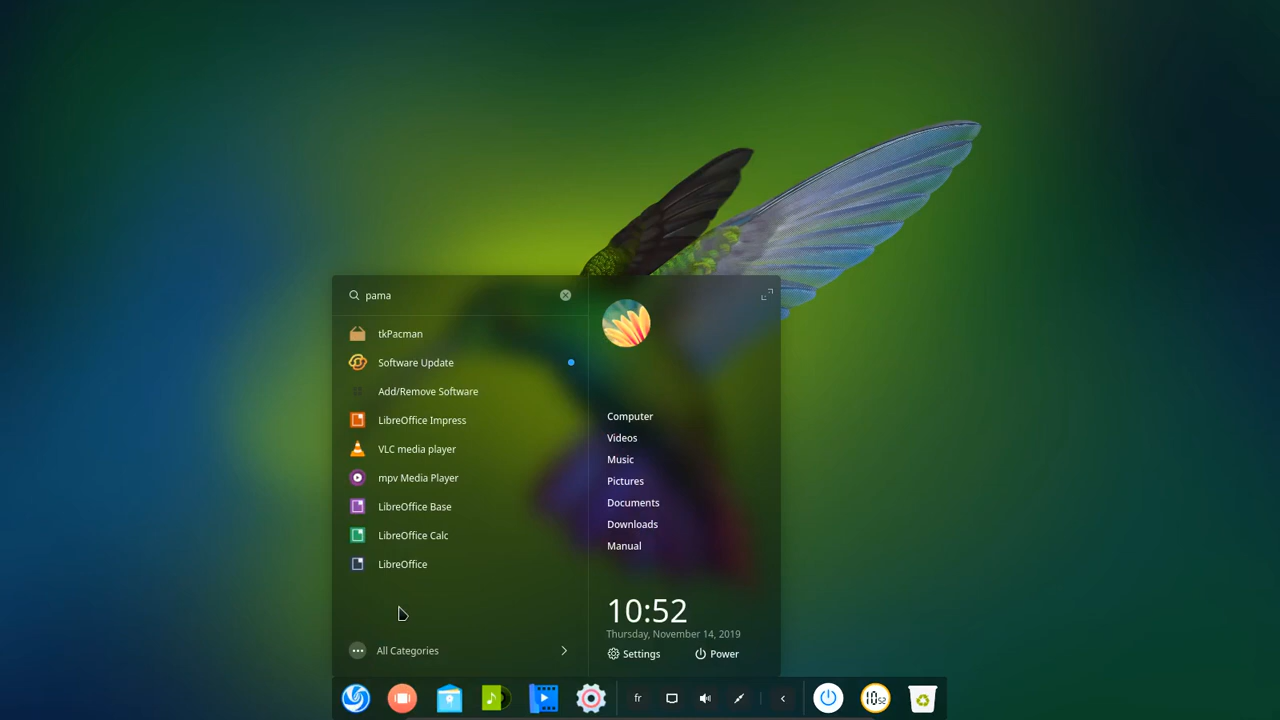 pama
tkPacman
Software Update
Add/Remove Software
LibreOffice Impress
VLC media player
mpv Media Player
LibreOffice Base
LibreOffice Calc
LibreOffice
All Categories
Computer
Videos
Music
Pictures
Documents
Downloads
Manual
10:52
Thursday, November 14, 2019
Settings
Power
fr
10 52